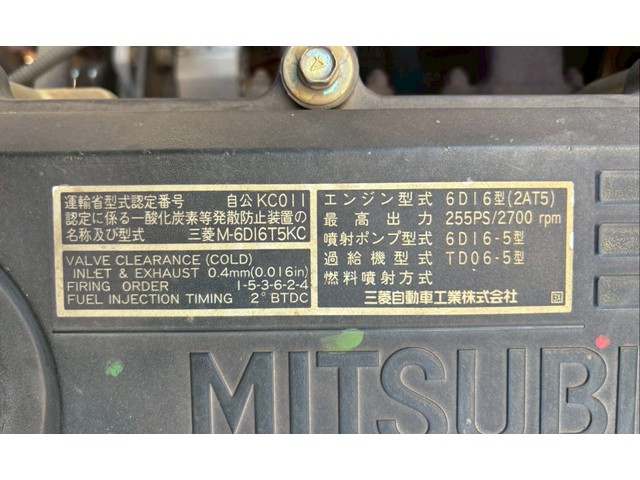 運輸省型式認定番号 自公KC011
認定に係る一酸化炭素等発散防止装置の
名称及び型式 三菱M-6D16T5KC
VALVE CLEARANCE (COLD)
INLET & EXHAUST 0.4mm(0.016in)
FIRING ORDER 1-5-3-6-2-4
FUEL INJECTION TIMING 2° BTDC
エンジン型式 6D16型(2AT5)
最高出力 255PS/2700 rpm
噴射ポンプ型式 6D16-5型
過給機型式 TD06-5型
燃料噴射方式
三菱自動車工業株式会社
MITSUBI